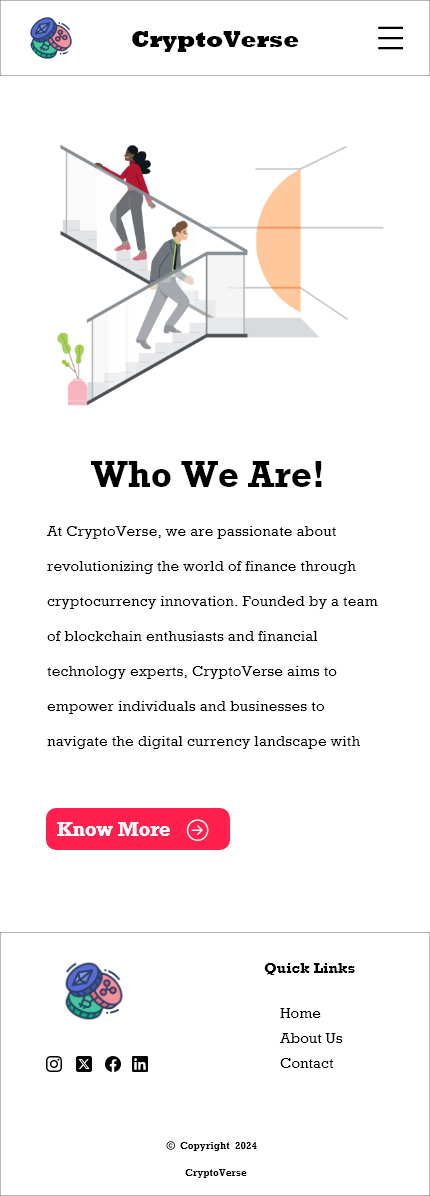 CryptoVerse
Who We Are!
At CryptoVerse, we are passionate about
revolutionizing the world of finance through
cryptocurrency innovation. Founded by a team
of blockchain enthusiasts and financial
technology experts, CryptoVerse aims to
empower individuals and businesses to
navigate the digital currency landscape with
Know More
Quick Links
Home
About Us
Contact
© Copyright 2024
CryptoVerse